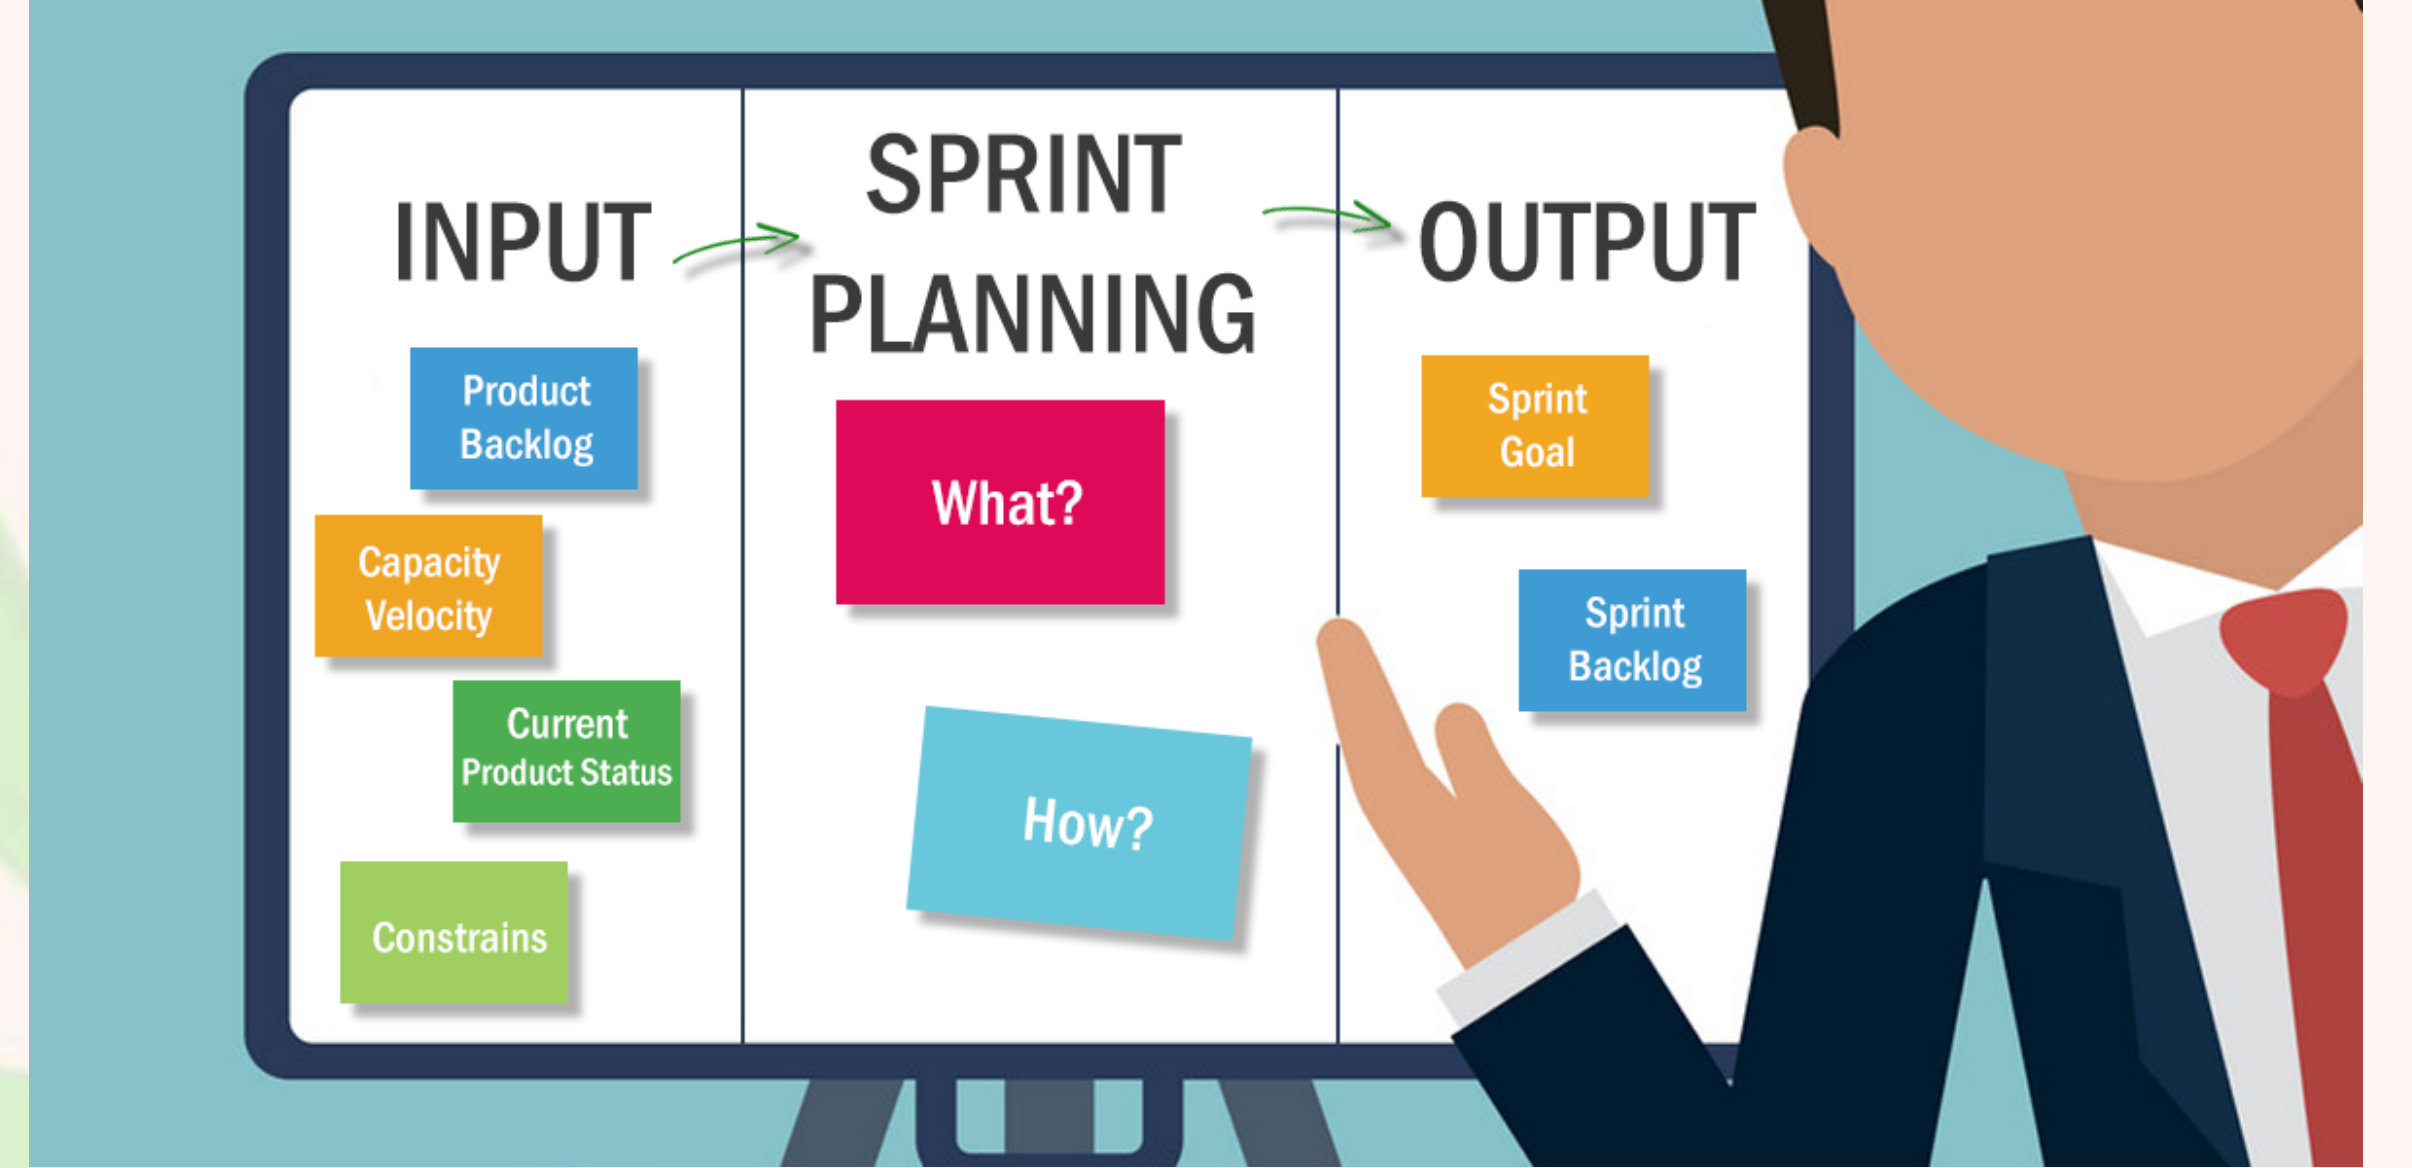 INPUT
Product
Backlog
Capacity
Velocity
Current
Product Status
Constrains
SPRINT
PLANNING
What?
How?
OUTPUT
Sprint
Goal
Sprint
Backlog